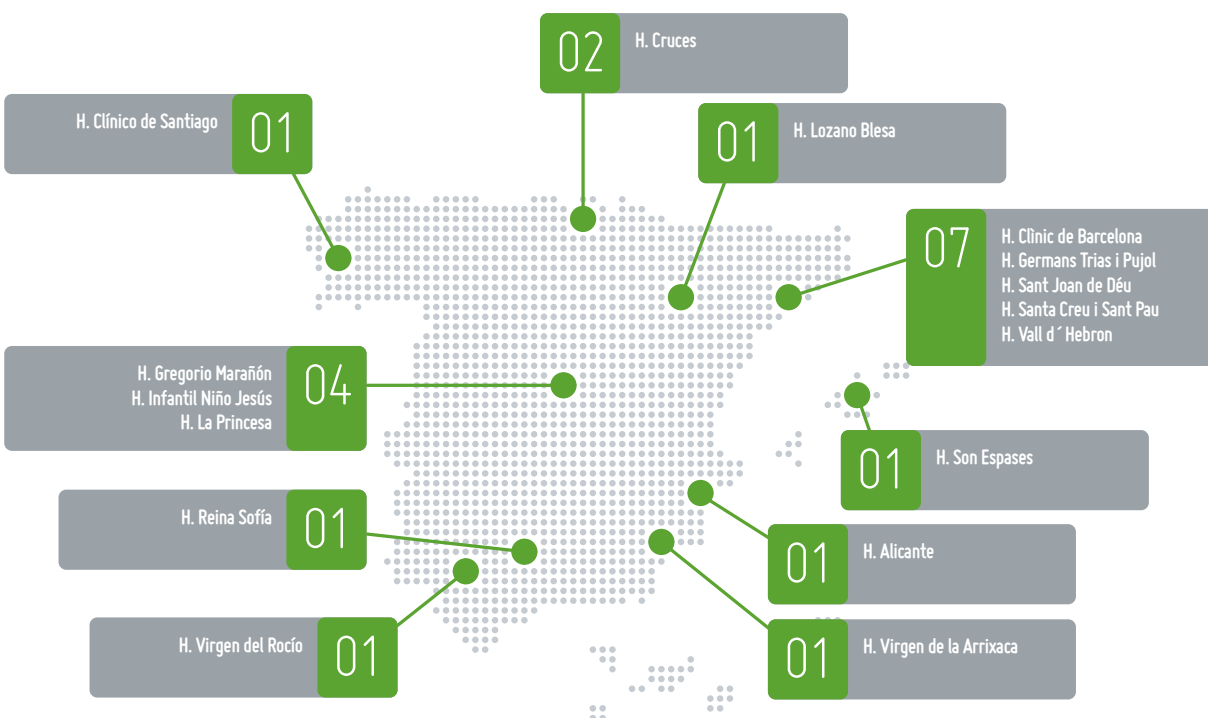 02
H. Cruces
H. Clínico de Santiago
01
01
H. Lozano Blesa
07
H. Clìnic de Barcelona
H. Germans Trias i Pujol
H. Sant Joan de Déu
H. Santa Creu i Sant Pau
H. Vall d´Hebron
H. Gregorio Marañón
H. Infantil Niño Jesús
H. La Princesa
04
01
H. Son Espases
H. Reina Sofía
01
01
H. Alicante
H. Virgen del Rocío
01
01
H. Virgen de la Arrixaca